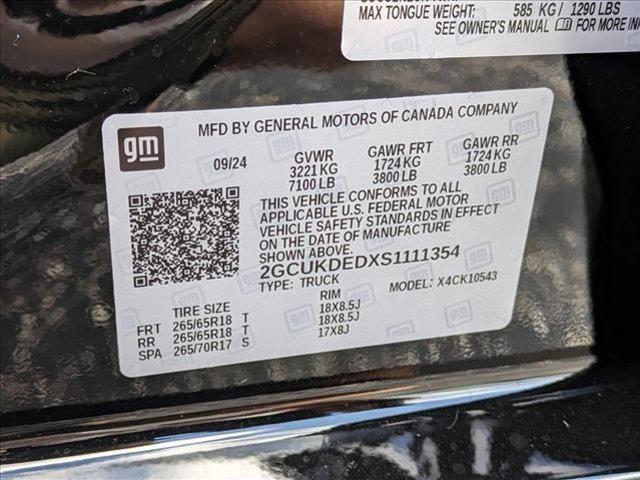 MAX TONGUE WEIGHT: 585 KG / 1290 LBS
SEE OWNER'S MANUAL FOR MORE IN
gm
MFD BY GENERAL MOTORS OF CANADA COMPANY
09/24 GVWR GAWR FRT GAWR RR
3221 KG 1724 KG 1724 KG
7100 LB 3800 LB 3800 LB
THIS VEHICLE CONFORMS TO ALL
APPLICABLE U.S. FEDERAL MOTOR
VEHICLE SAFETY STANDARDS IN EFFECT
ON THE DATE OF MANUFACTURE
SHOWN ABOVE.
2GCUKDEDXS1111354
TYPE: TRUCK MODEL: X4CK10543
TIRE SIZE RIM
FRT 265/65R18 T 18X8.5J
RR 265/65R18 T 18X8.5J
SPA 265/70R17 S 17X8J